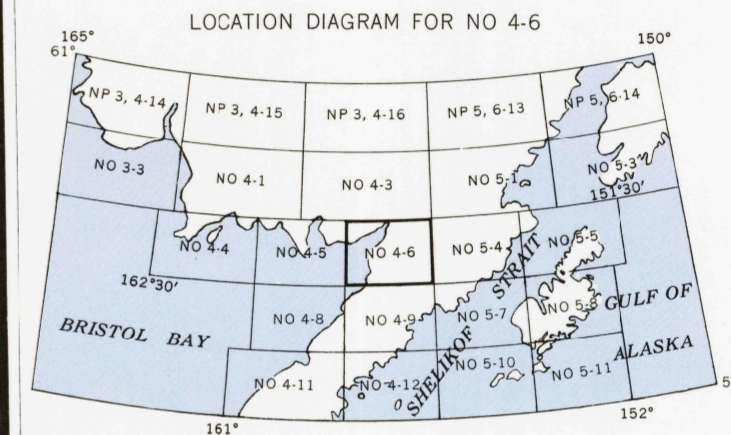 LOCATION DIAGRAM FOR NO 4-6
165°
150°
61°
NP 3, 4-14
NP 3, 4-15
NP 3, 4-16
NP 5, 6-13
NP 5, 6-14
NO 3-3
NO 4-1
NO 4-3
NO 5-1
NO 5-3
151°30′
NO 4-4
NO 4-5
NO 4-6
NO 5-4
NO 5-5
162°30′
NO 4-8
NO 4-9
NO 5-7
NO 5-8
BRISTOL BAY
SHELIKOF STRAIT
GULF OF
ALASKA
NO 4-11
NO 4-12
NO 5-10
NO 5-11
161°
152°